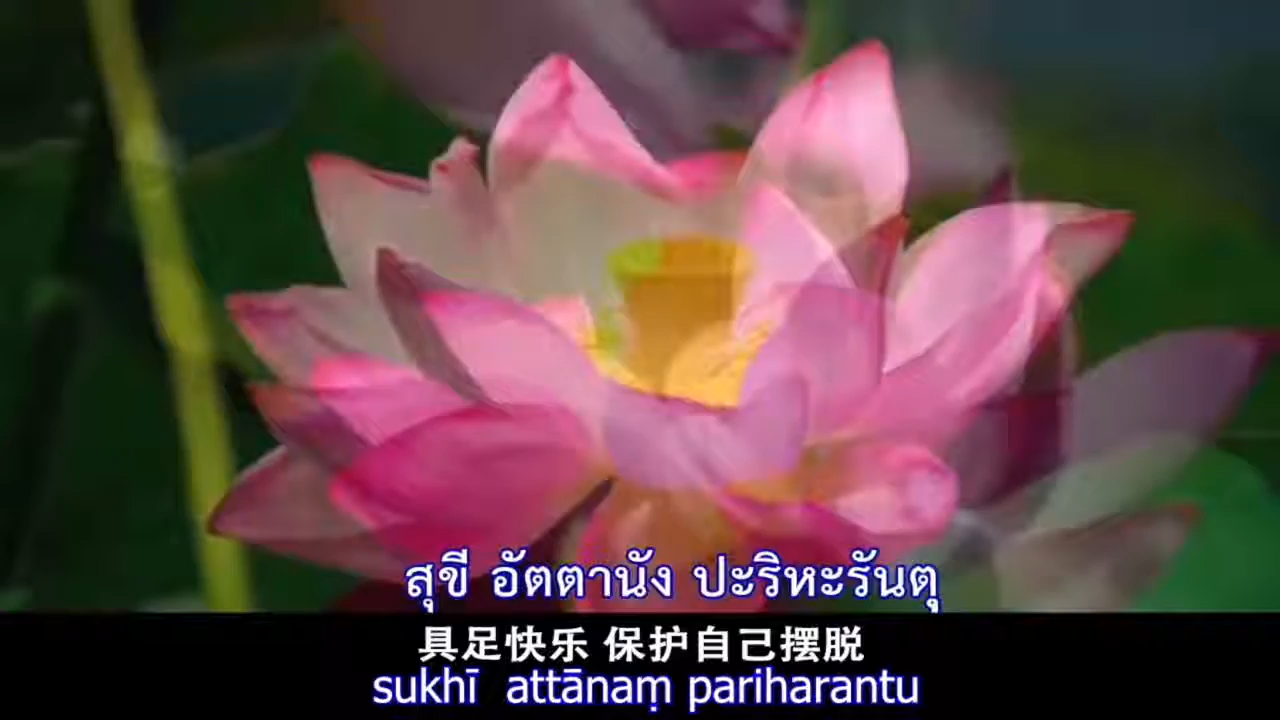 สุขี อัตตานัง ปะริหะรันตุ
具足快乐 保护自己摆脱
sukhī attānaṃ pariharantu